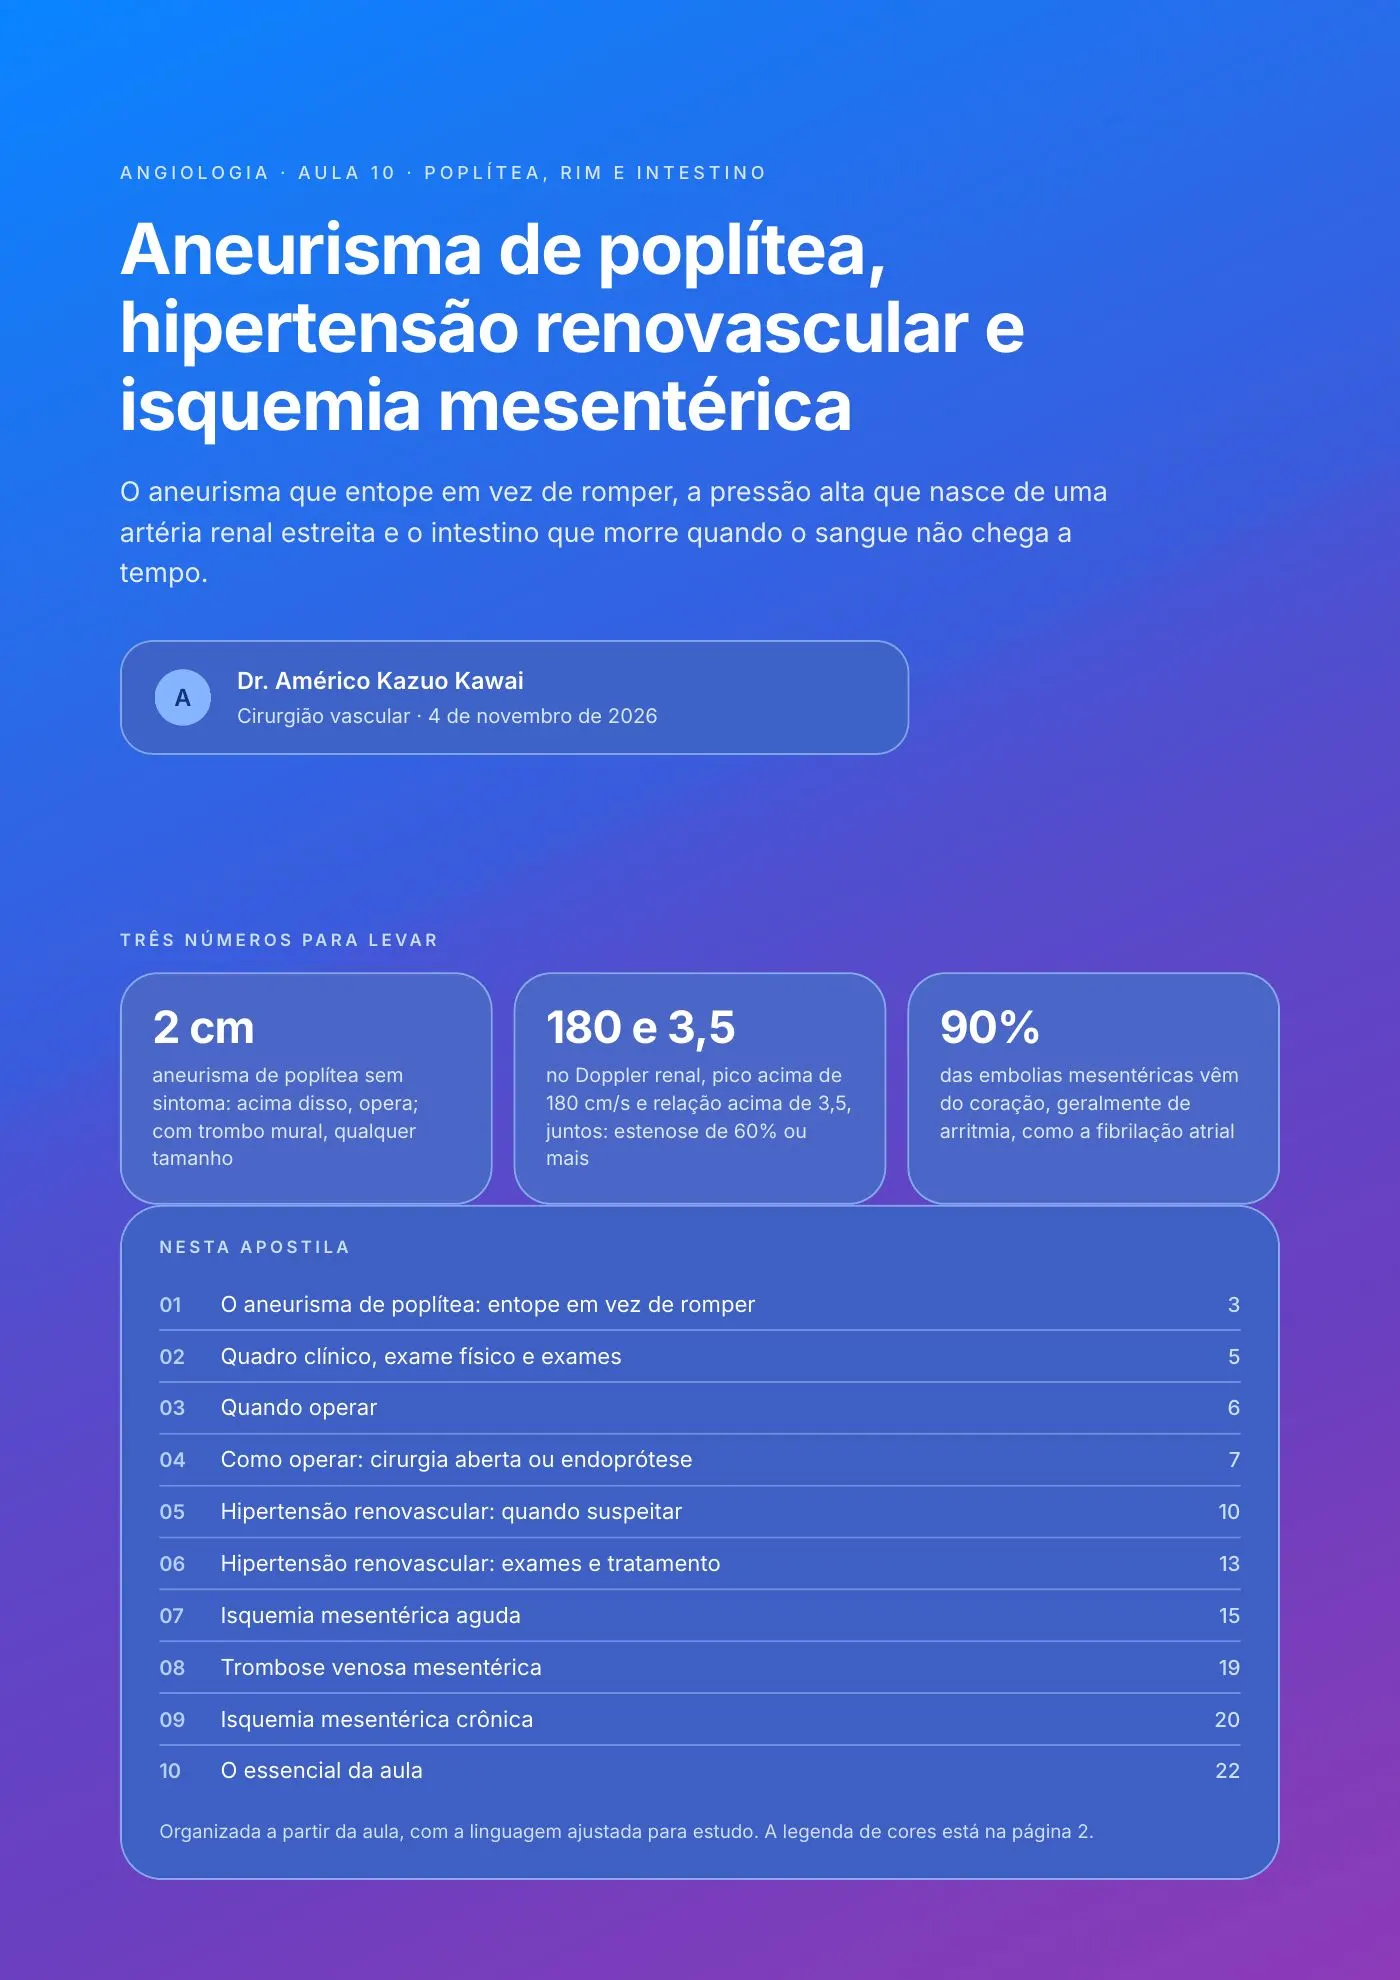 ANGIOLOGIA · AULA 10 · POPLÍTEA, RIM E INTESTINO
Aneurisma de poplítea,
hipertensão renovascular e
isquemia mesentérica
O aneurisma que entope em vez de romper, a pressão alta que nasce de uma
artéria renal estreita e o intestino que morre quando o sangue não chega a
tempo.
A
Dr. Américo Kazuo Kawai
Cirurgião vascular · 4 de novembro de 2026
TRÊS NÚMEROS PARA LEVAR
2 cm
aneurisma de poplítea sem
sintoma: acima disso, opera;
com trombo mural, qualquer
tamanho
180 e 3,5
no Doppler renal, pico acima de
180 cm/s e relação acima de 3,5,
juntos: estenose de 60% ou
mais
90%
das embolias mesentéricas vêm
do coração, geralmente de
arritmia, como a fibrilação atrial
NESTA APOSTILA
01 O aneurisma de poplítea: entope em vez de romper 3
02 Quadro clínico, exame físico e exames 5
03 Quando operar 6
04 Como operar: cirurgia aberta ou endoprótese 7
05 Hipertensão renovascular: quando suspeitar 10
06 Hipertensão renovascular: exames e tratamento 13
07 Isquemia mesentérica aguda 15
08 Trombose venosa mesentérica 19
09 Isquemia mesentérica crônica 20
10 O essencial da aula 22
Organizada a partir da aula, com a linguagem ajustada para estudo. A legenda de cores está na página 2.